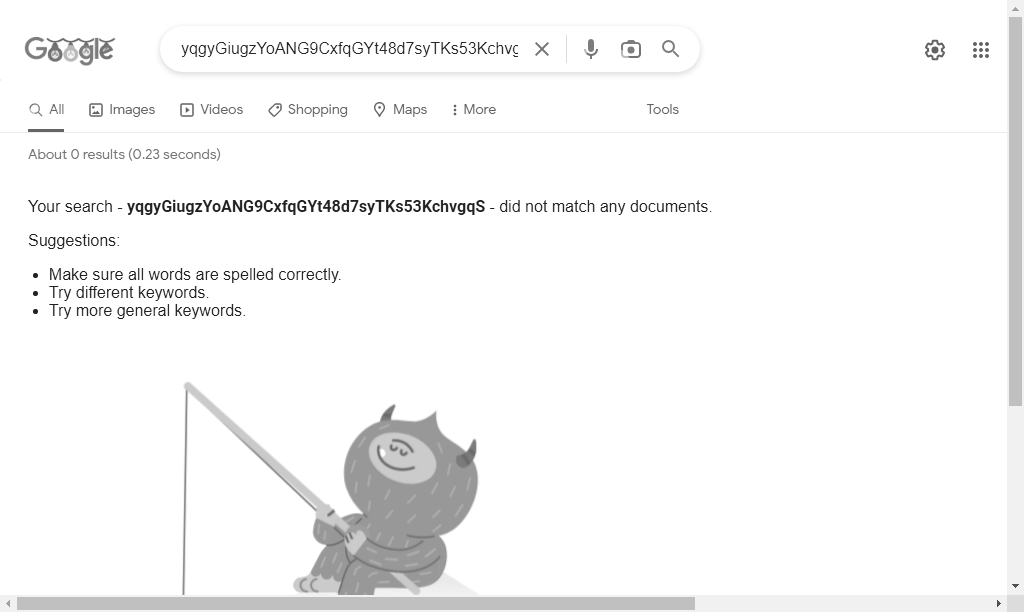 Google
yqgyGiugzYoANG9CxfqGYt48d7syTKs53Kchvg
All Images Videos Shopping Maps More Tools
About 0 results (0.23 seconds)
Your search - yqgyGiugzYoANG9CxfqGYt48d7syTKs53KchvgqS - did not match any documents.
Suggestions:
Make sure all words are spelled correctly.
Try different keywords.
Try more general keywords.